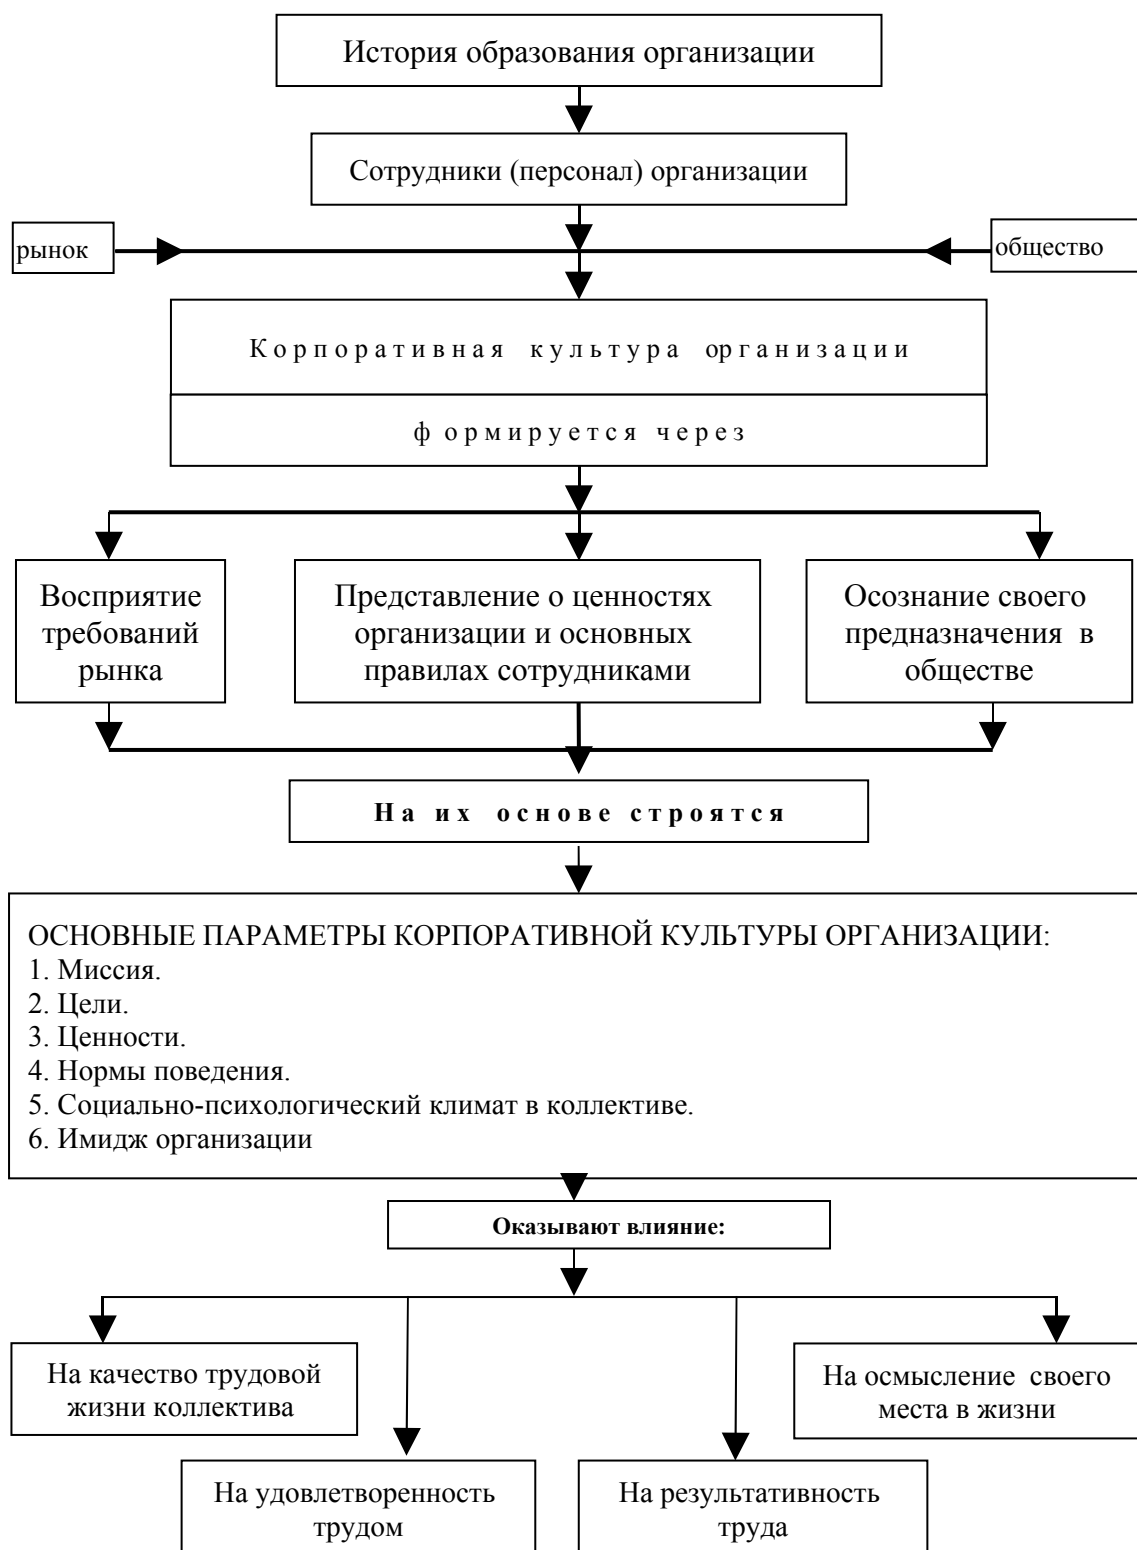 История образования организации
Сотрудники (персонал) организации
рынок
общество
Корпоративная культура организации
формируется через
Восприятие
требований
рынка
Представление о ценностях
организации и основных
правилах сотрудниками
Осознание своего
предназначения в
обществе
На их основе строятся
ОСНОВНЫЕ ПАРАМЕТРЫ КОРПОРАТИВНОЙ КУЛЬТУРЫ ОРГАНИЗАЦИИ:
1. Миссия.
2. Цели.
3. Ценности.
4. Нормы поведения.
5. Социально-психологический климат в коллективе.
6. Имидж организации
Оказывают влияние:
На качество трудовой
жизни коллектива
На осмысление своего
места в жизни
На удовлетворенность
трудом
На результативность
труда